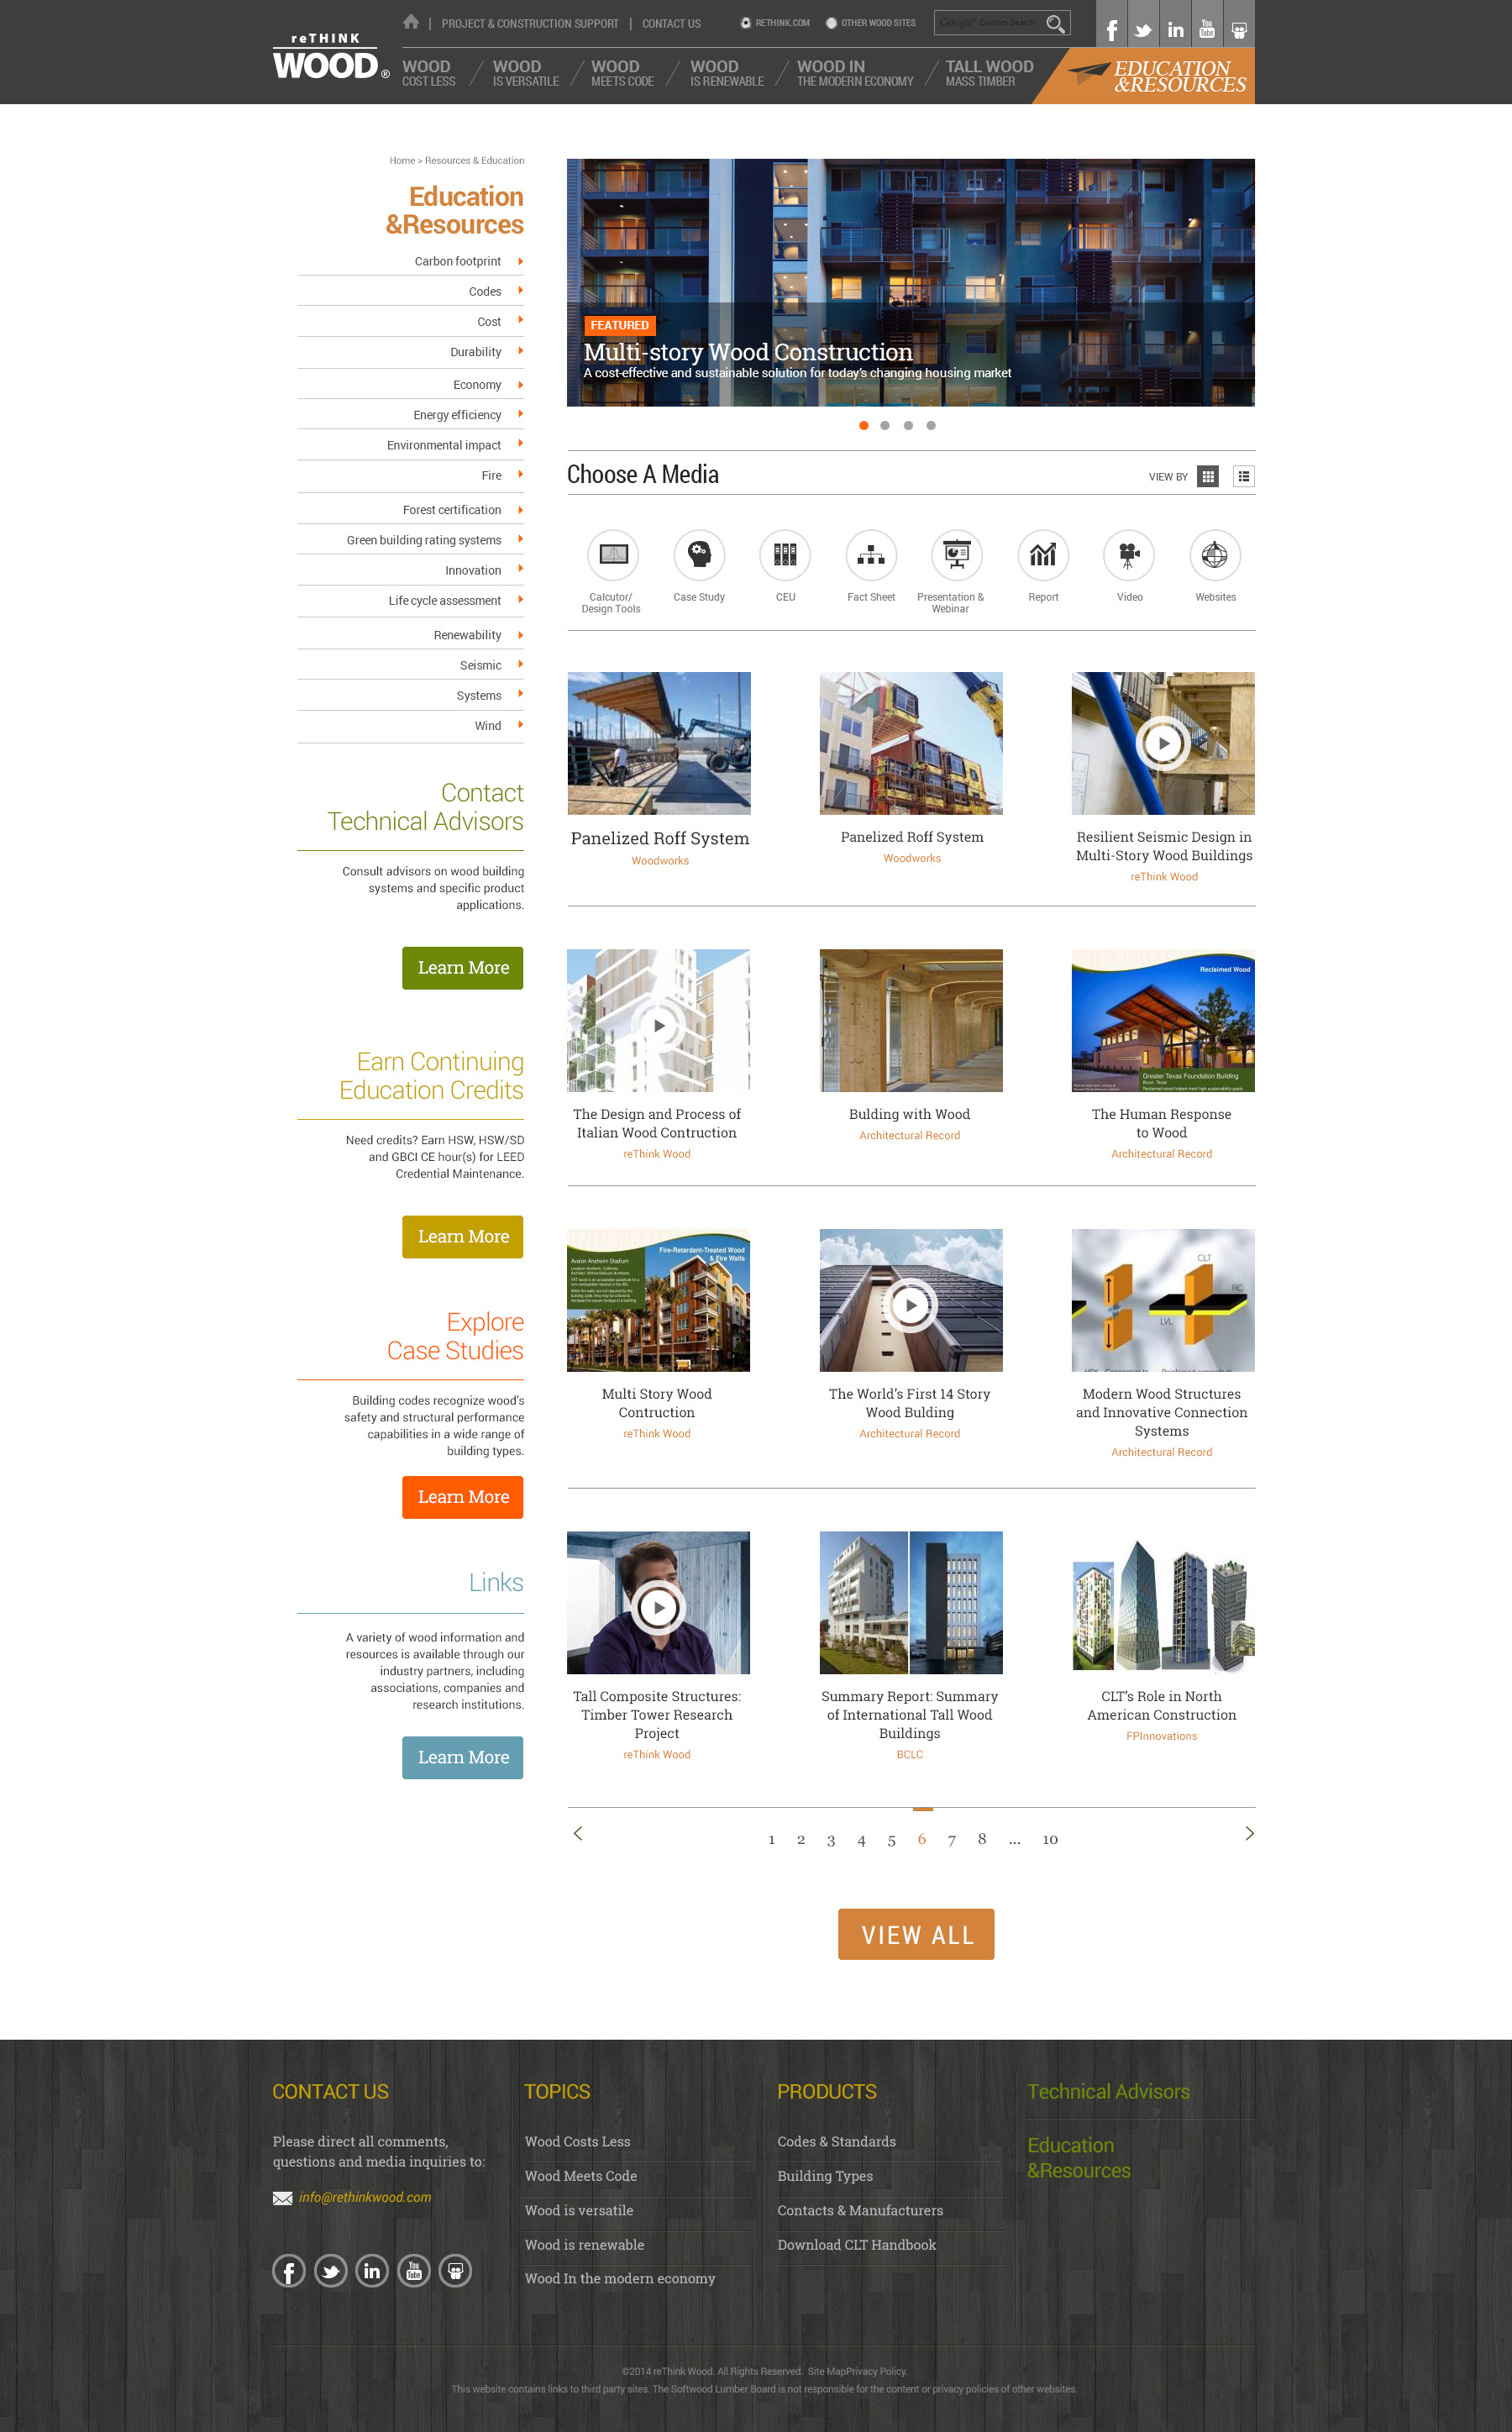 PROJECT & CONSTRUCTION SUPPORT
CONTACT US
RETHINK.COM
OTHER WOOD SITES
Google™ Custom Search
reTHINK
WOOD®
WOOD
COST LESS
WOOD
IS VERSATILE
WOOD
MEETS CODE
WOOD
IS RENEWABLE
WOOD IN
THE MODERN ECONOMY
TALL WOOD
MASS TIMBER
EDUCATION
&RESOURCES
Home > Resources & Education
Education
&Resources
Carbon footprint
Codes
Cost
Durability
Economy
Energy efficiency
Environmental impact
Fire
Forest certification
Green building rating systems
Innovation
Life cycle assessment
Renewability
Seismic
Systems
Wind
Contact
Technical Advisors
Consult advisors on wood building
systems and specific product
applications.
Learn More
Earn Continuing
Education Credits
Need credits? Earn HSW, HSW/SD
and GBCI CE hour(s) for LEED
Credential Maintenance.
Learn More
Explore
Case Studies
Building codes recognize wood's
safety and structural performance
capabilities in a wide range of
building types.
Learn More
Links
A variety of wood information and
resources is available through our
industry partners, including
associations, companies and
research institutions.
Learn More
FEATURED
Multi-story Wood Construction
A cost-effective and sustainable solution for today's changing housing market
Choose A Media
VIEW BY
Calcutor/
Design Tools
Case Study
CEU
Fact Sheet
Presentation &
Webinar
Report
Video
Websites
Panelized Roff System
Woodworks
Panelized Roff System
Woodworks
Resilient Seismic Design in
Multi-Story Wood Buildings
reThink Wood
The Design and Process of
Italian Wood Contruction
reThink Wood
Bulding with Wood
Architectural Record
Reclaimed Wood
Greater Texas Foundation Building
Bryan, Texas
The Human Response
to Wood
Architectural Record
Fire-Retardant-Treated Wood
& Fire Walls
Avalon Anaheim Stadium
Multi Story Wood
Contruction
reThink Wood
The World's First 14 Story
Wood Bulding
Architectural Record
CLT
RC
LVL
Modern Wood Structures
and Innovative Connection
Systems
Architectural Record
Tall Composite Structures:
Timber Tower Research
Project
reThink Wood
Summary Report: Summary
of International Tall Wood
Buildings
BCLC
CLT's Role in North
American Construction
FPInnovations
1 2 3 4 5 6 7 8 ... 10
VIEW ALL
CONTACT US
Please direct all comments,
questions and media inquiries to:
info@rethinkwood.com
You
Tube
TOPICS
Wood Costs Less
Wood Meets Code
Wood is versatile
Wood is renewable
Wood In the modern economy
PRODUCTS
Codes & Standards
Building Types
Contacts & Manufacturers
Download CLT Handbook
Technical Advisors
Education
&Resources
©2014 reThink Wood. All Rights Reserved. Site MapPrivacy Policy.
This website contains links to third party sites. The Softwood Lumber Board is not responsible for the content or privacy policies of other websites.